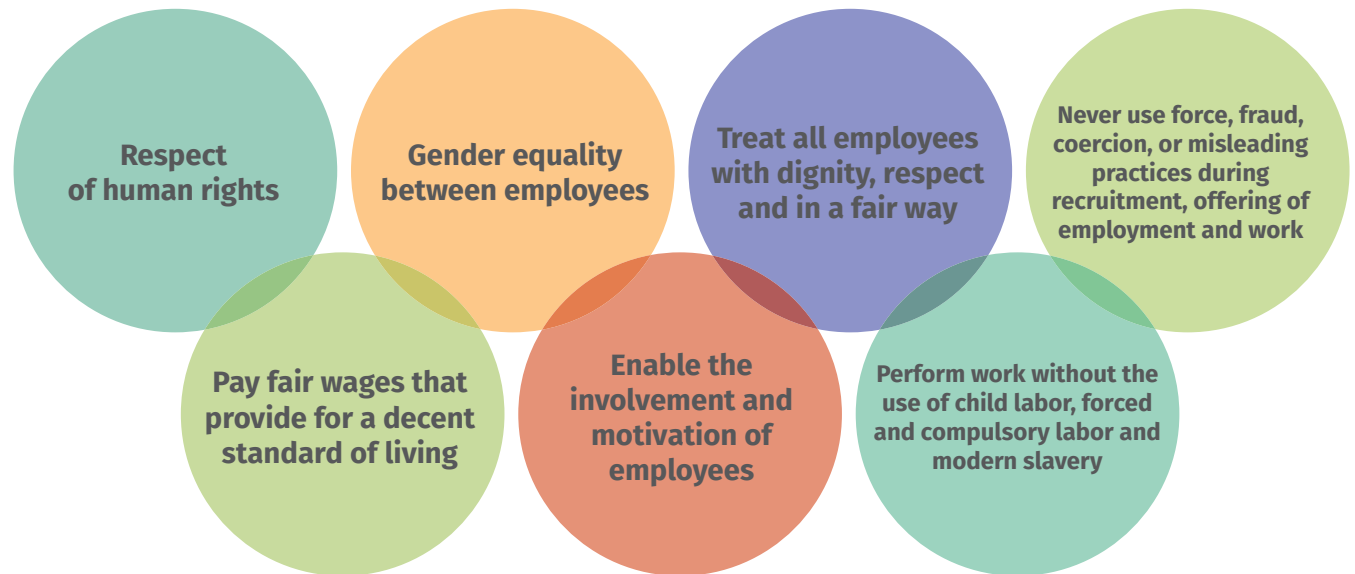 Respect
of human rights
Gender equality
between employees
Treat all employees
with dignity, respect
and in a fair way
Never use force, fraud,
coercion, or misleading
practices during
recruitment, offering of
employment and work
Pay fair wages that
provide for a decent
standard of living
Enable the
involvement and
motivation of
employees
Perform work without the
use of child labor, forced
and compulsory labor and
modern slavery